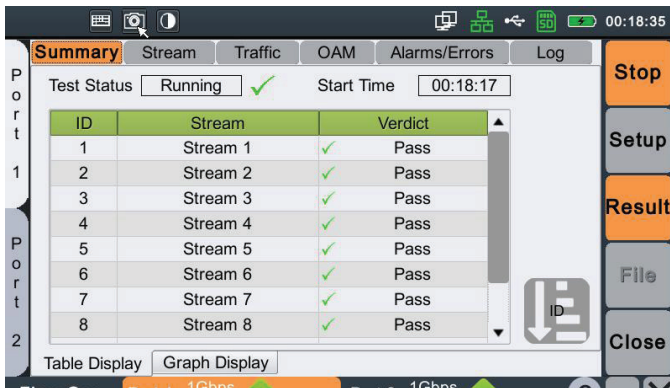 SD 00:18:35
Summary Stream Traffic OAM Alarms/Errors Log
Test Status Running Start Time 00:18:17
ID Stream Verdict
1 Stream 1 Pass
2 Stream 2 Pass
3 Stream 3 Pass
4 Stream 4 Pass
5 Stream 5 Pass
6 Stream 6 Pass
7 Stream 7 Pass
8 Stream 8 Pass
ID
Table Display Graph Display
1Gbps 1Gbps
Port 1
Port 2
Stop
Setup
Result
File
Close